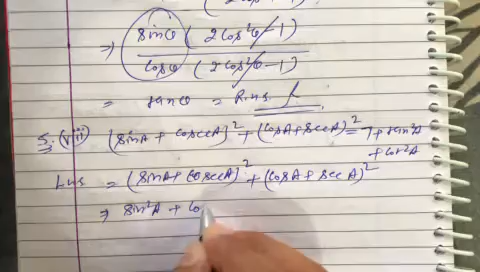 ⇒ sinθ (2cos²θ - 1)
cosθ (2cos²θ - 1)
= tanθ = R.H.S
5. (viii) (sinA + cosecA)² + (cosA + secA)² = 7 + tan²A
+ cot²A
LHS = (sinA + cosecA)² + (cosA + secA)²
⇒ sin²A + co